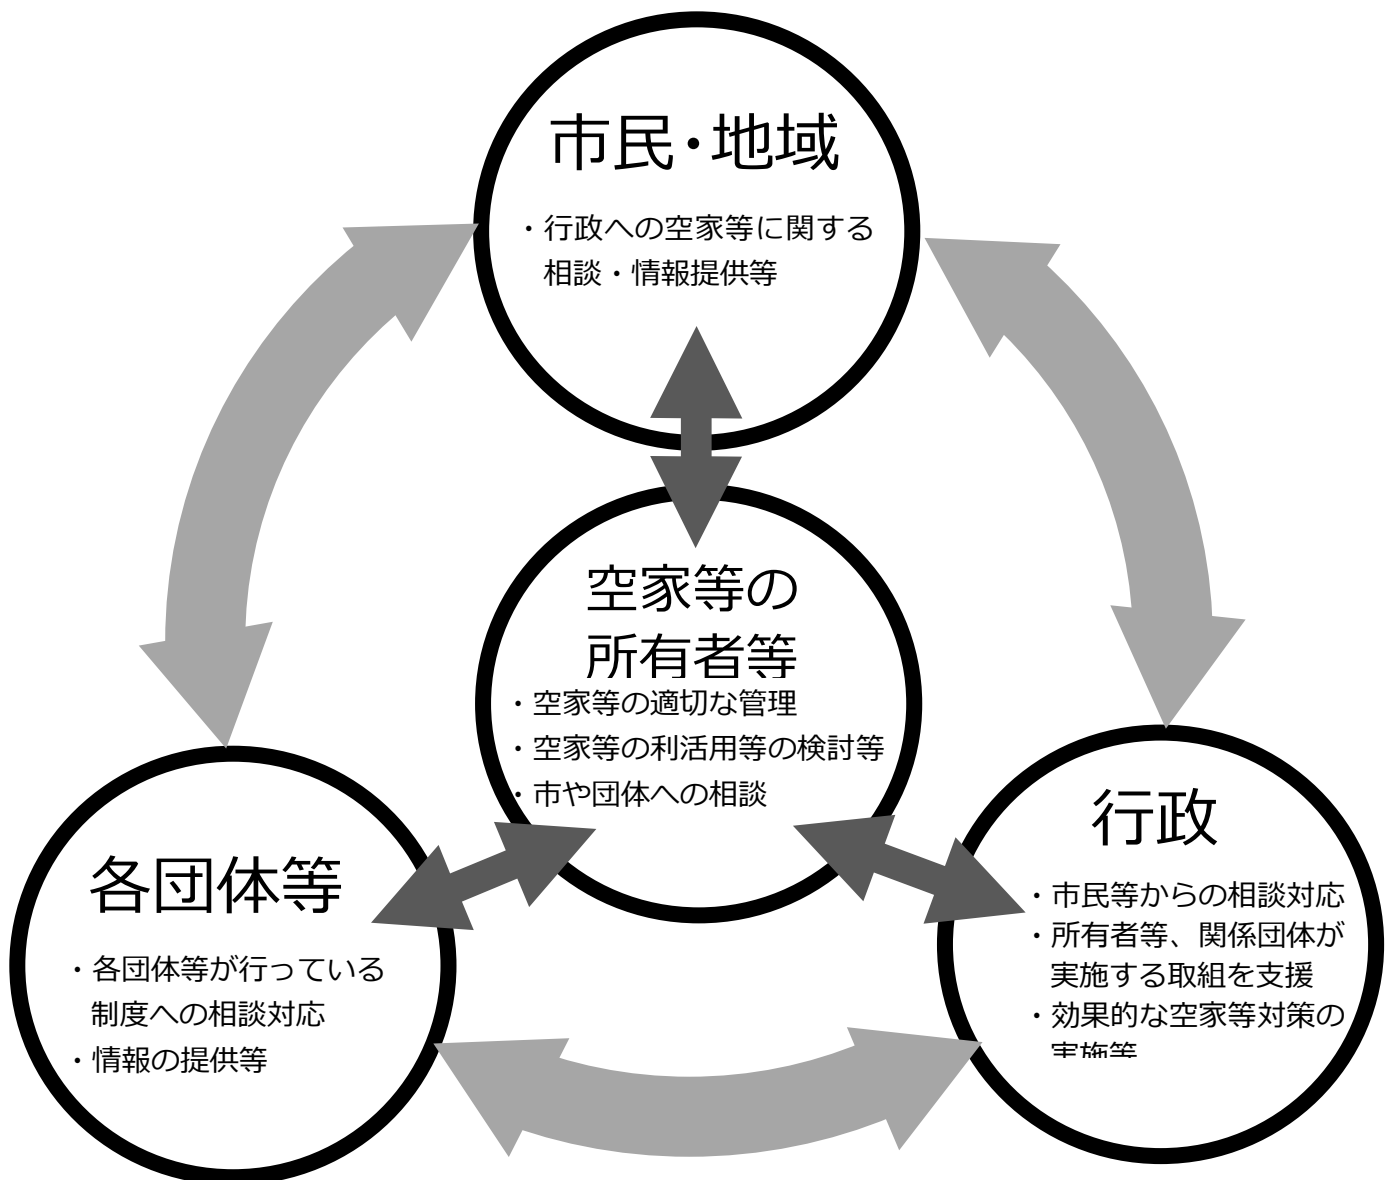 市民・地域
・行政への空家等に関する
相談・情報提供等
空家等の
所有者等
・空家等の適切な管理
・空家等の利活用等の検討等
・市や団体への相談
各団体等
・各団体等が行っている
制度への相談対応
・情報の提供等
行政
・市民等からの相談対応
・所有者等、関係団体が
実施する取組を支援
・効果的な空家等対策の
実施等